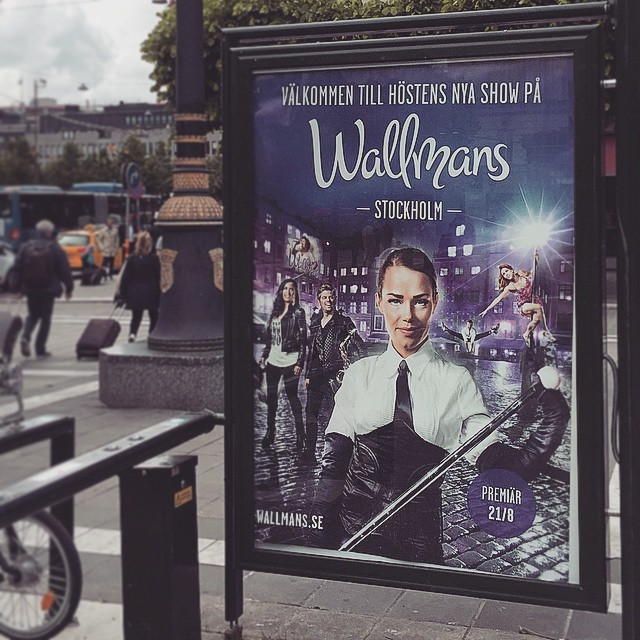 VÄLKOMMEN TILL HÖSTENS NYA SHOW PÅ
Wallmans
— STOCKHOLM —
PREMIÄR
21/8
WALLMANS.SE